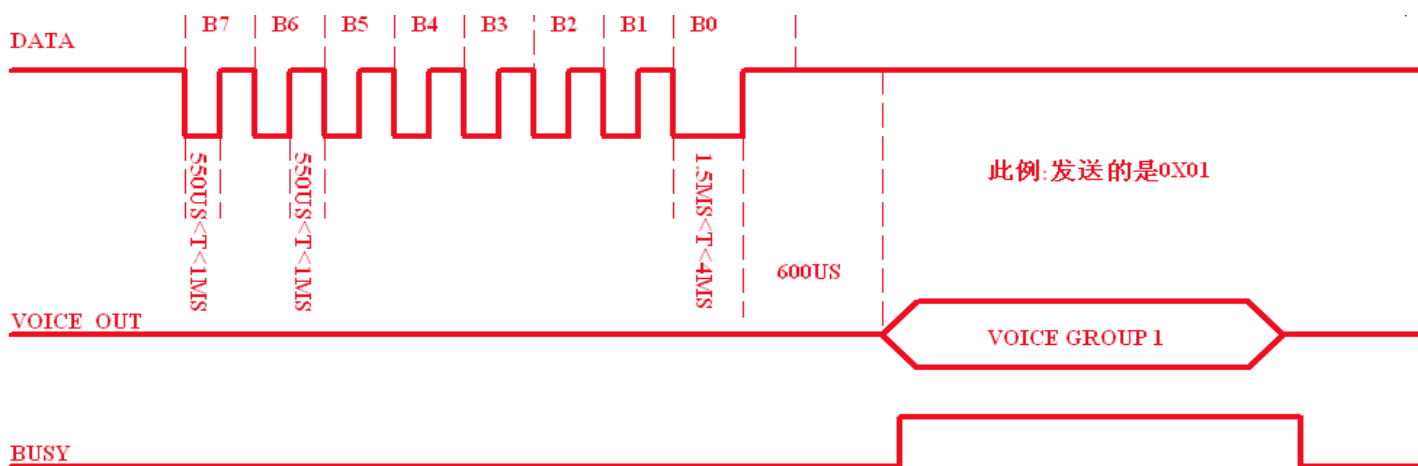 B7 B6 B5 B4 B3 B2 B1 B0
DATA
550US<T<1MS
550US<T<1MS
1.5MS<T<4MS
此例:发送的是0X01
600US
VOICE OUT
VOICE GROUP 1
BUSY